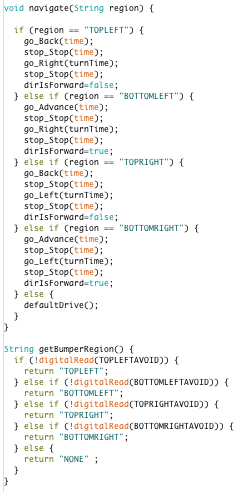 void navigate(String region) {

  if (region == "TOPLEFT") {
    go_Back(time);
    stop_Stop(time);
    go_Right(turnTime);
    stop_Stop(time);
    dirIsForward=false;
  } else if (region == "BOTTOMLEFT") {
    go_Advance(time);
    stop_Stop(time);
    go_Right(turnTime);
    stop_Stop(time);
    dirIsForward=true;
  } else if (region == "TOPRIGHT") {
    go_Back(time);
    stop_Stop(time);
    go_Left(turnTime);
    stop_Stop(time);
    dirIsForward=false;
  } else if (region == "BOTTOMRIGHT") {
    go_Advance(time);
    stop_Stop(time);
    go_Left(turnTime);
    stop_Stop(time);
    dirIsForward=true;
  } else {
    defaultDrive();
  }
}

String getBumperRegion() {
  if (!digitalRead(TOPLEFTAVOID)) {
    return "TOPLEFT";
  } else if (!digitalRead(BOTTOMLEFTAVOID)) {
    return "BOTTOMLEFT";
  } else if (!digitalRead(TOPRIGHTAVOID)) {
    return "TOPRIGHT";
  } else if (!digitalRead(BOTTOMRIGHTAVOID)) {
    return "BOTTOMRIGHT";
  } else {
    return "NONE" ;
  }
}